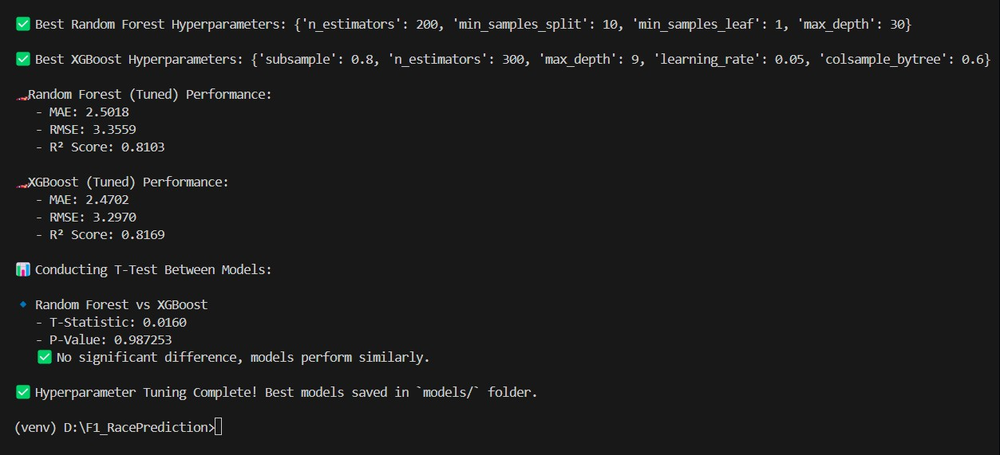 ✅ Best Random Forest Hyperparameters: {'n_estimators': 200, 'min_samples_split': 10, 'min_samples_leaf': 1, 'max_depth': 30}
✅ Best XGBoost Hyperparameters: {'subsample': 0.8, 'n_estimators': 300, 'max_depth': 9, 'learning_rate': 0.05, 'colsample_bytree': 0.6}
🏎️Random Forest (Tuned) Performance:
- MAE: 2.5018
- RMSE: 3.3559
- R² Score: 0.8103
🏎️XGBoost (Tuned) Performance:
- MAE: 2.4702
- RMSE: 3.2970
- R² Score: 0.8169
📊 Conducting T-Test Between Models:
🔹 Random Forest vs XGBoost
- T-Statistic: 0.0160
- P-Value: 0.987253
✅ No significant difference, models perform similarly.
✅ Hyperparameter Tuning Complete! Best models saved in `models/` folder.
(venv) D:\F1_RacePrediction>